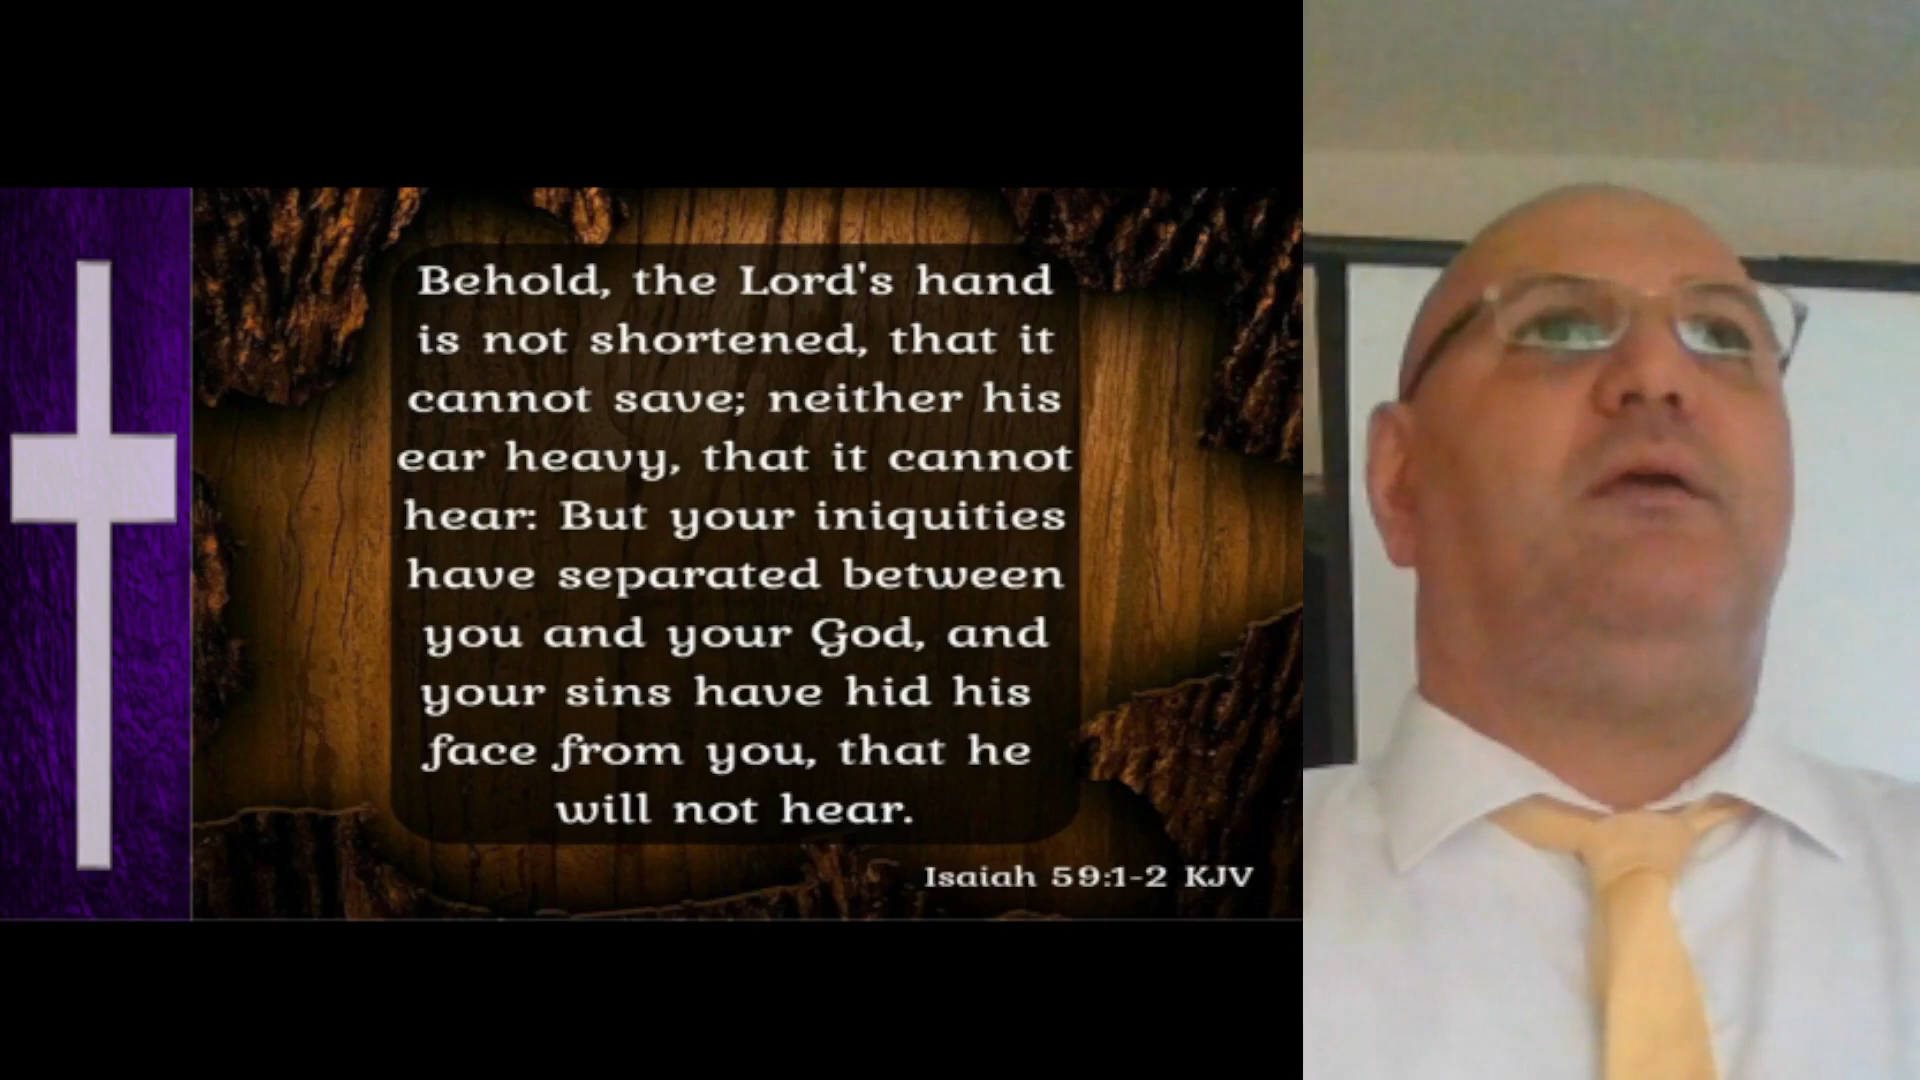 Behold, the Lord's hand
is not shortened, that it
cannot save; neither his
ear heavy, that it cannot
hear: But your iniquities
have separated between
you and your God, and
your sins have hid his
face from you, that he
will not hear.
Isaiah 59:1-2 KJV